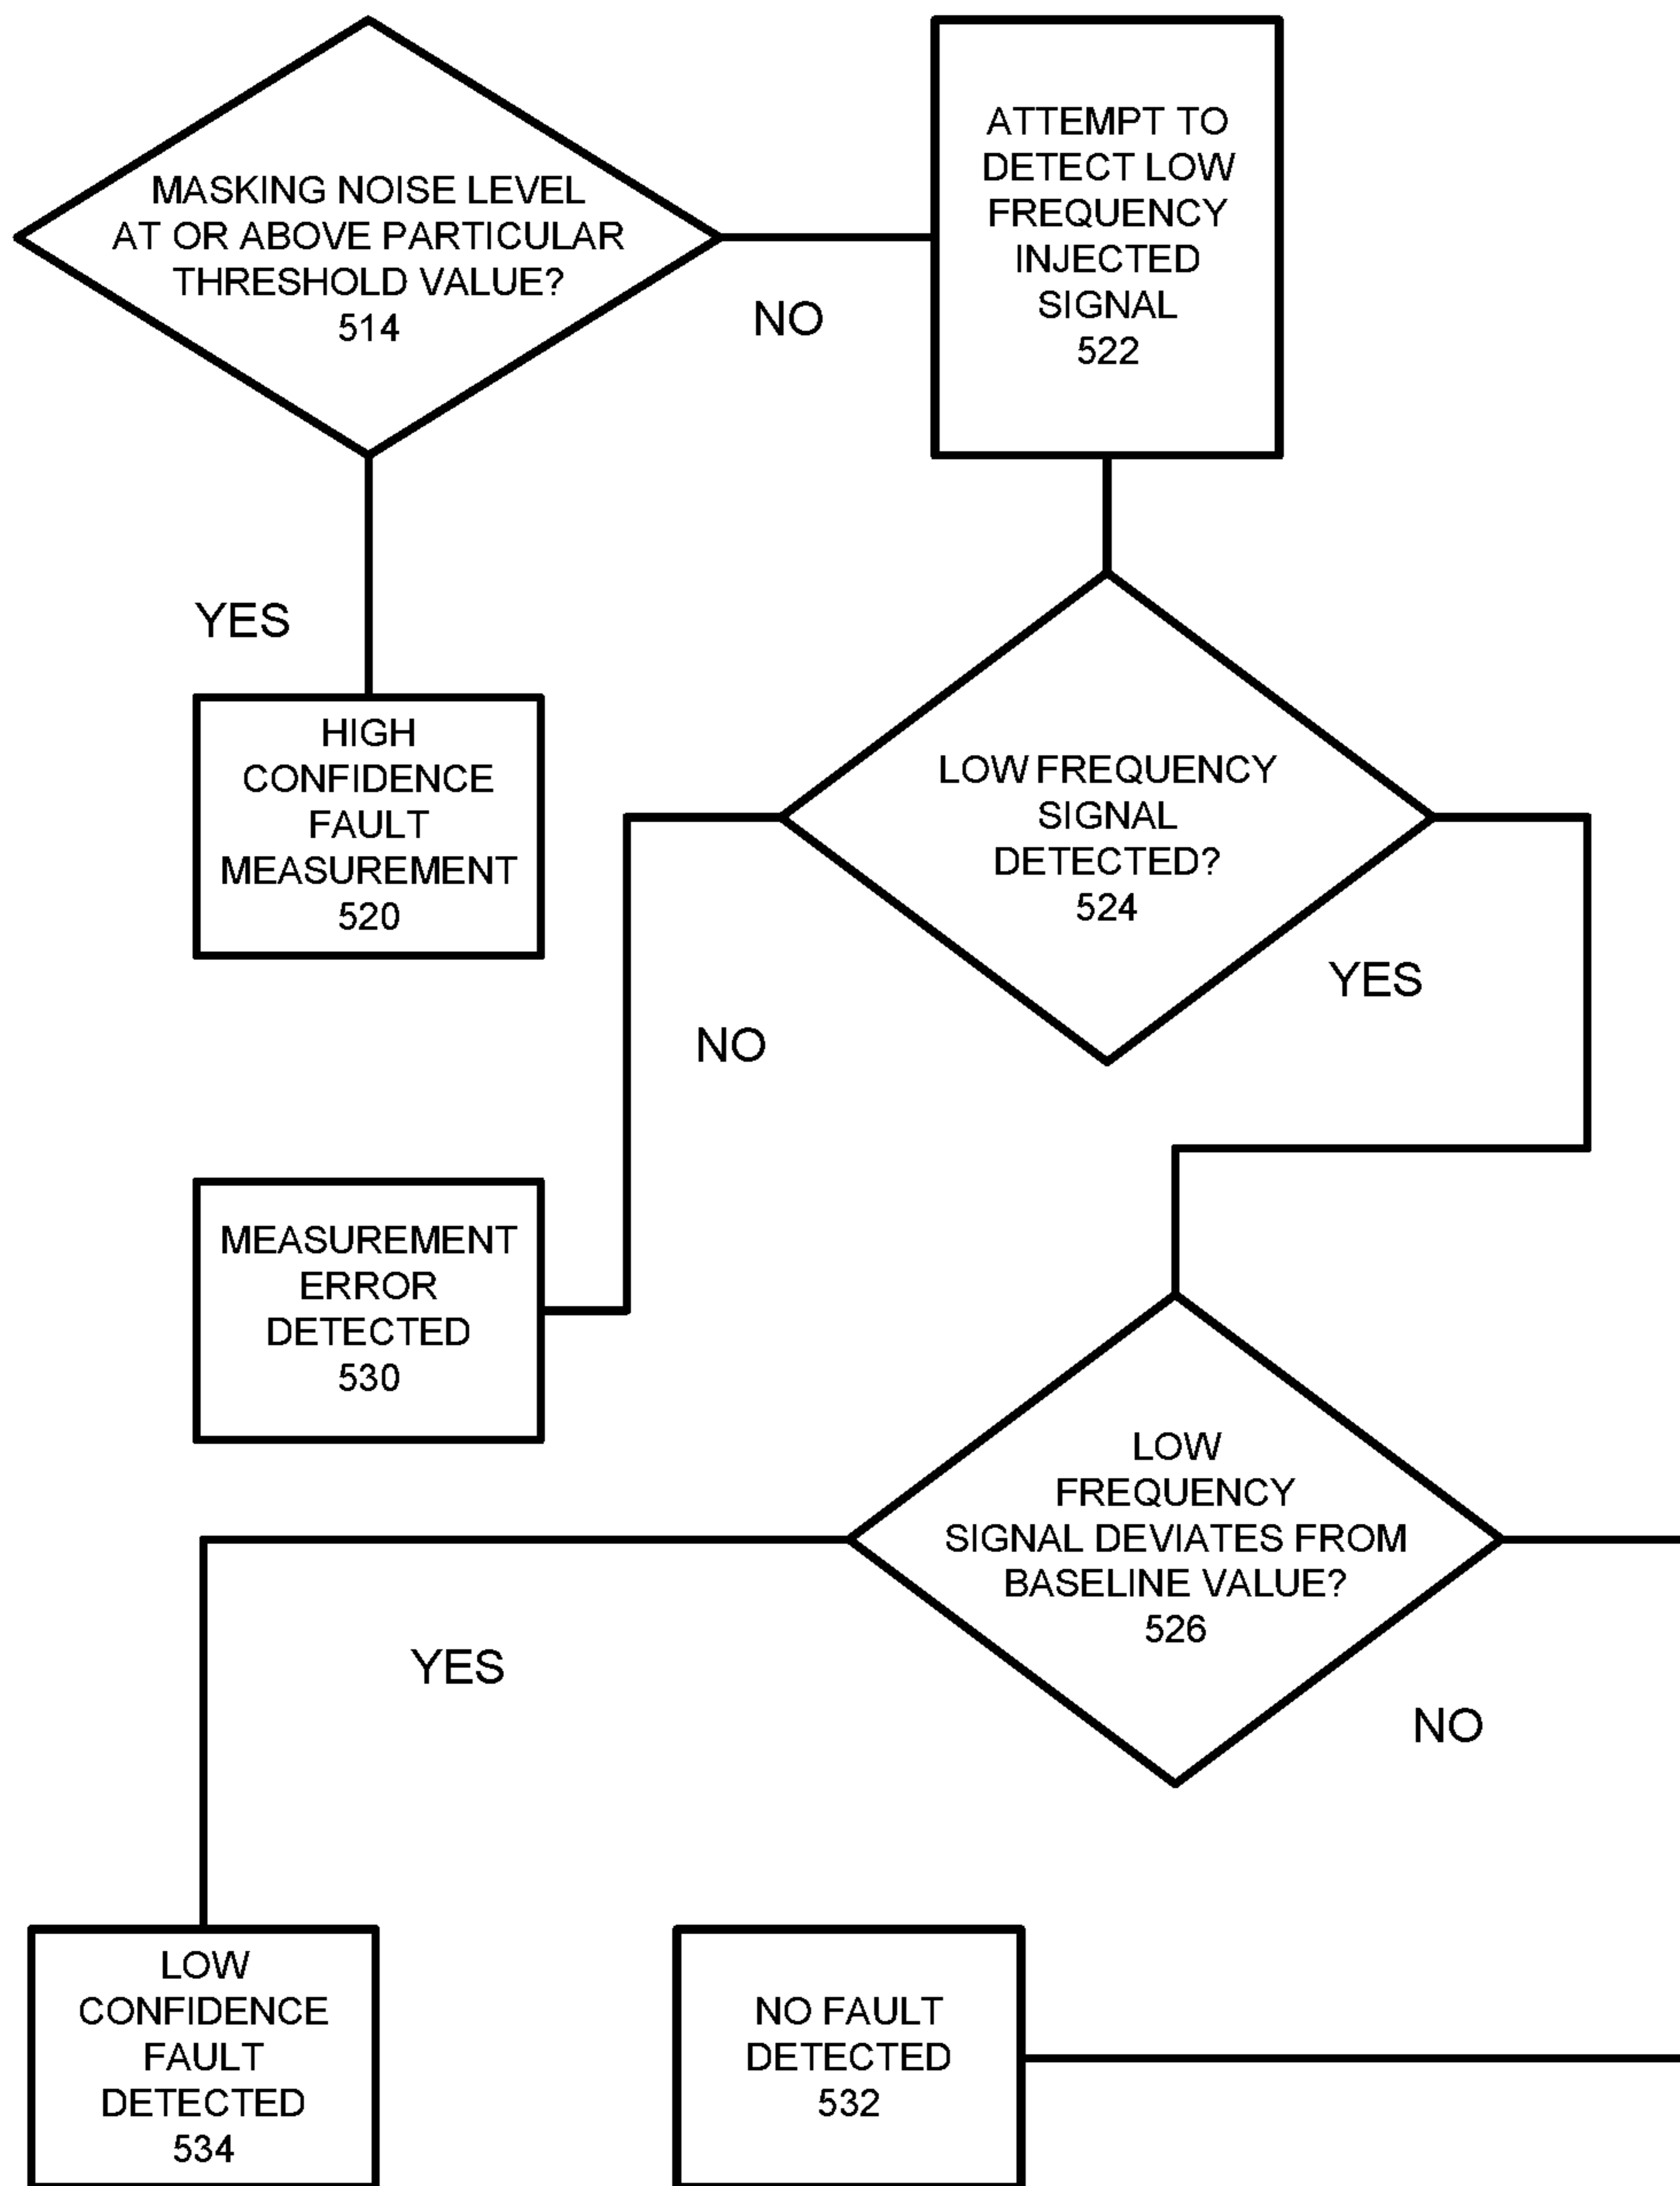 MASKING NOISE LEVEL
AT OR ABOVE PARTICULAR
THRESHOLD VALUE?
514
NO
ATTEMPT TO
DETECT LOW
FREQUENCY
INJECTED
SIGNAL
522
YES
HIGH
CONFIDENCE
FAULT
MEASUREMENT
520
LOW FREQUENCY
SIGNAL
DETECTED?
524
YES
NO
MEASUREMENT
ERROR
DETECTED
530
LOW
FREQUENCY
SIGNAL DEVIATES FROM
BASELINE VALUE?
526
YES
NO
LOW
CONFIDENCE
FAULT
DETECTED
534
NO FAULT
DETECTED
532